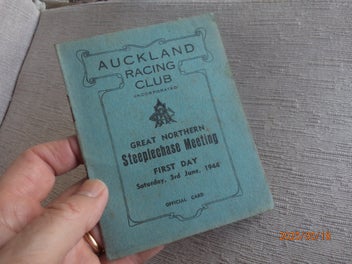 AUCKLAND
RACING
CLUB
(INCORPORATED)
GREAT NORTHERN
Steeplechase Meeting
FIRST DAY
Saturday, 3rd June, 1944
OFFICIAL CARD